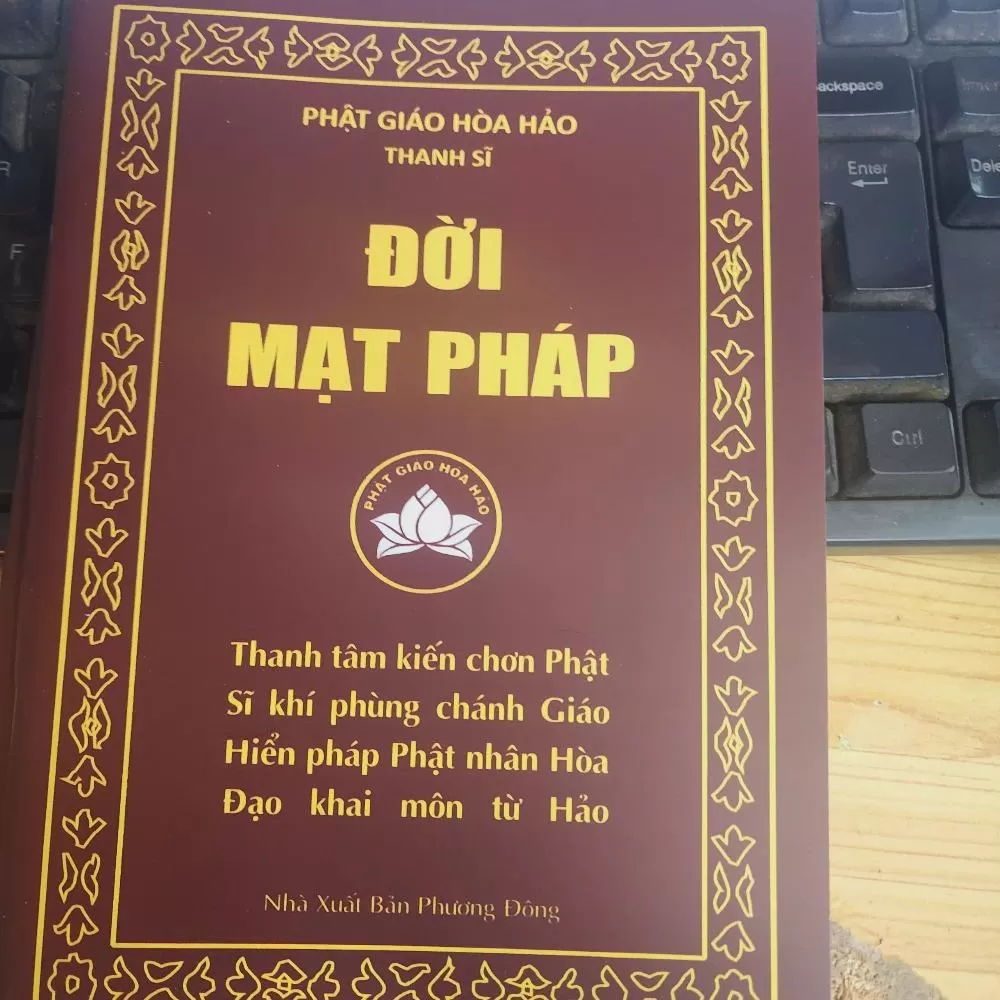 PHẬT GIÁO HÒA HẢO
THANH SĨ
ĐỜI
MẠT PHÁP
PHẬT GIÁO HÒA HẢO
Thanh tâm kiến chơn Phật
Sĩ khí phùng chánh Giáo
Hiển pháp Phật nhân Hòa
Đạo khai môn từ Hảo
Nhà Xuất Bản Phương Đông
ackspace
Enter
Dele
Ctrl
R
F